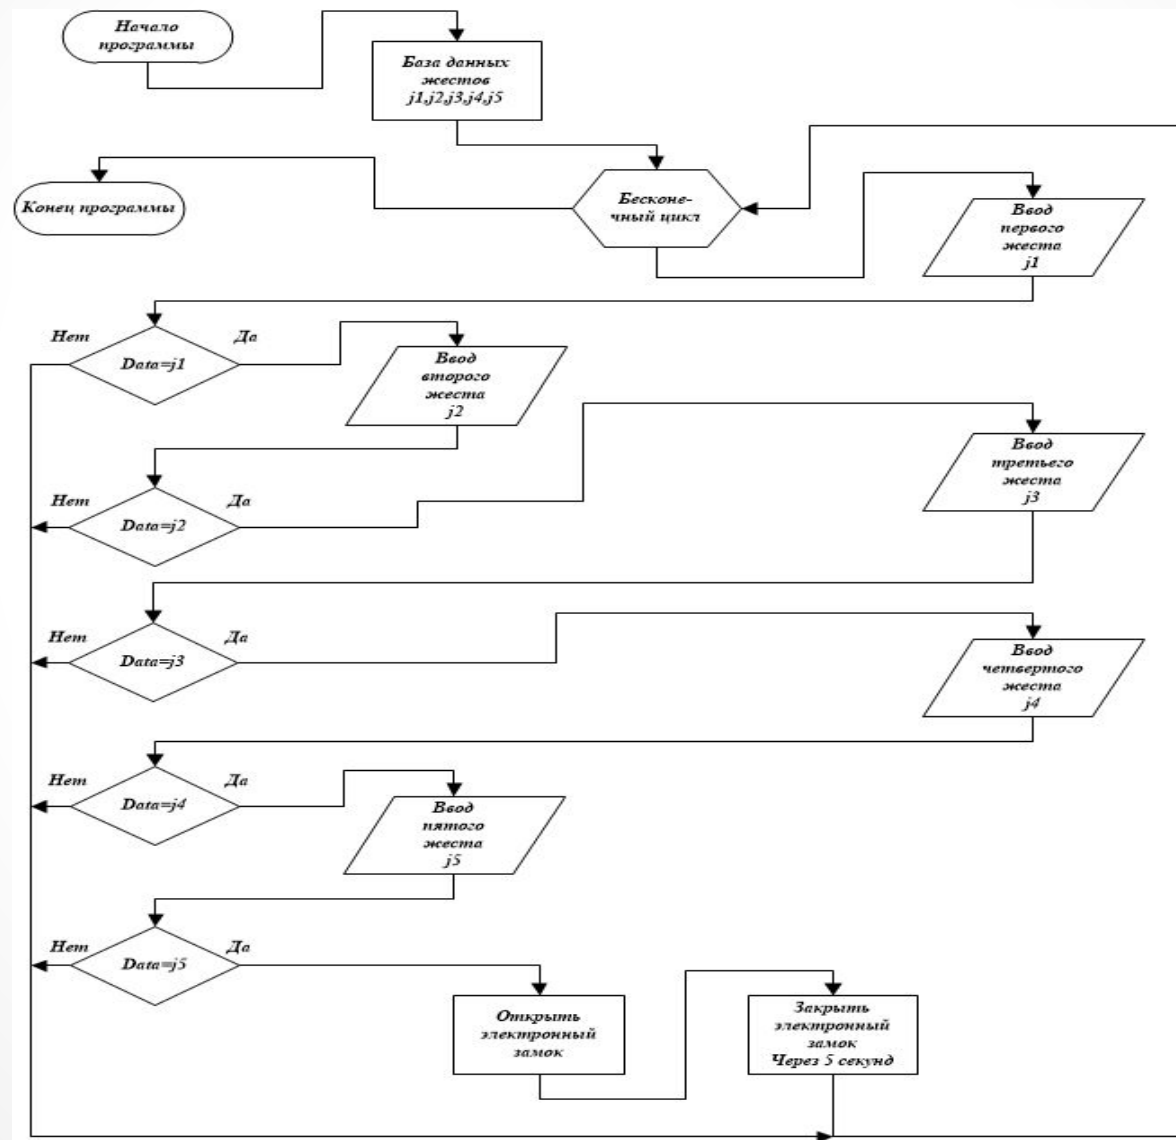 Начало
программы
База данных
жестов
j1,j2,j3,j4,j5
Конец программы
Бесконе-
чный цикл
Ввод
первого
жеста
j1
Нет
Data=j1
Да
Ввод
второго
жеста
j2
Нет
Data=j2
Да
Ввод
третьего
жеста
j3
Нет
Data=j3
Да
Ввод
четвертого
жеста
j4
Нет
Data=j4
Да
Ввод
пятого
жеста
j5
Нет
Data=j5
Да
Открыть
электронный
замок
Закрыть
электронный
замок
Через 5 секунд